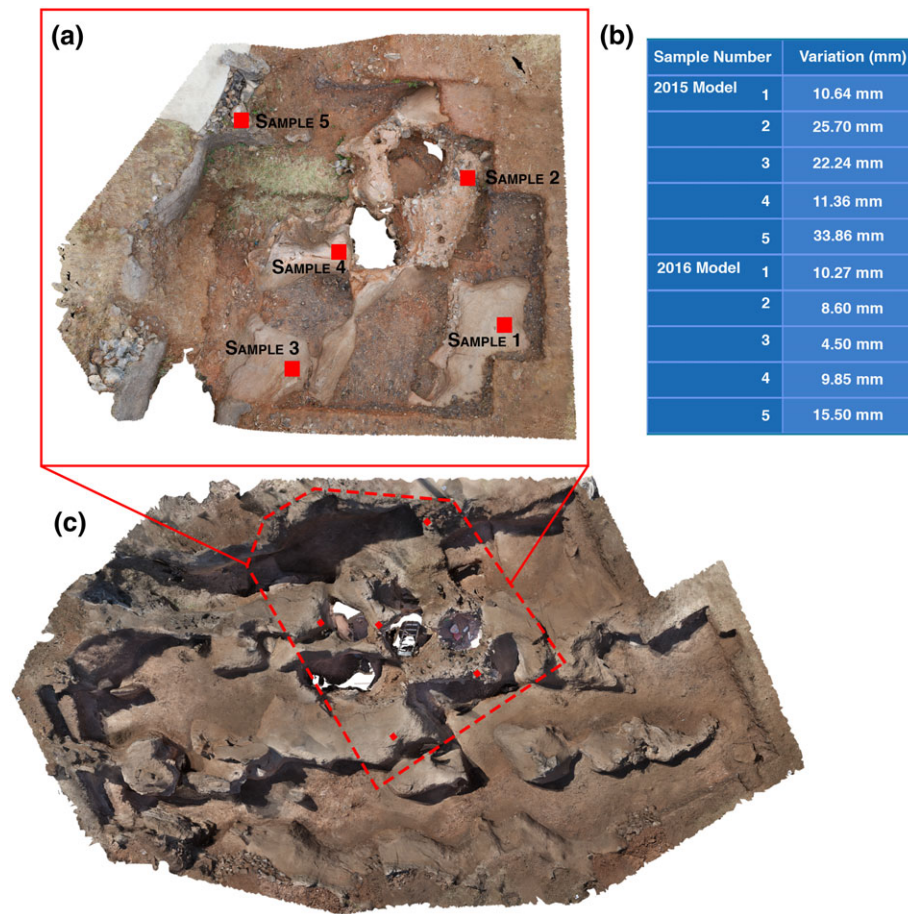 (a)
SAMPLE 5
SAMPLE 2
SAMPLE 4
SAMPLE 3
SAMPLE 1
(b)
Sample Number Variation (mm)
2015 Model 1 10.64 mm
2 25.70 mm
3 22.24 mm
4 11.36 mm
5 33.86 mm
2016 Model 1 10.27 mm
2 8.60 mm
3 4.50 mm
4 9.85 mm
5 15.50 mm
(c)